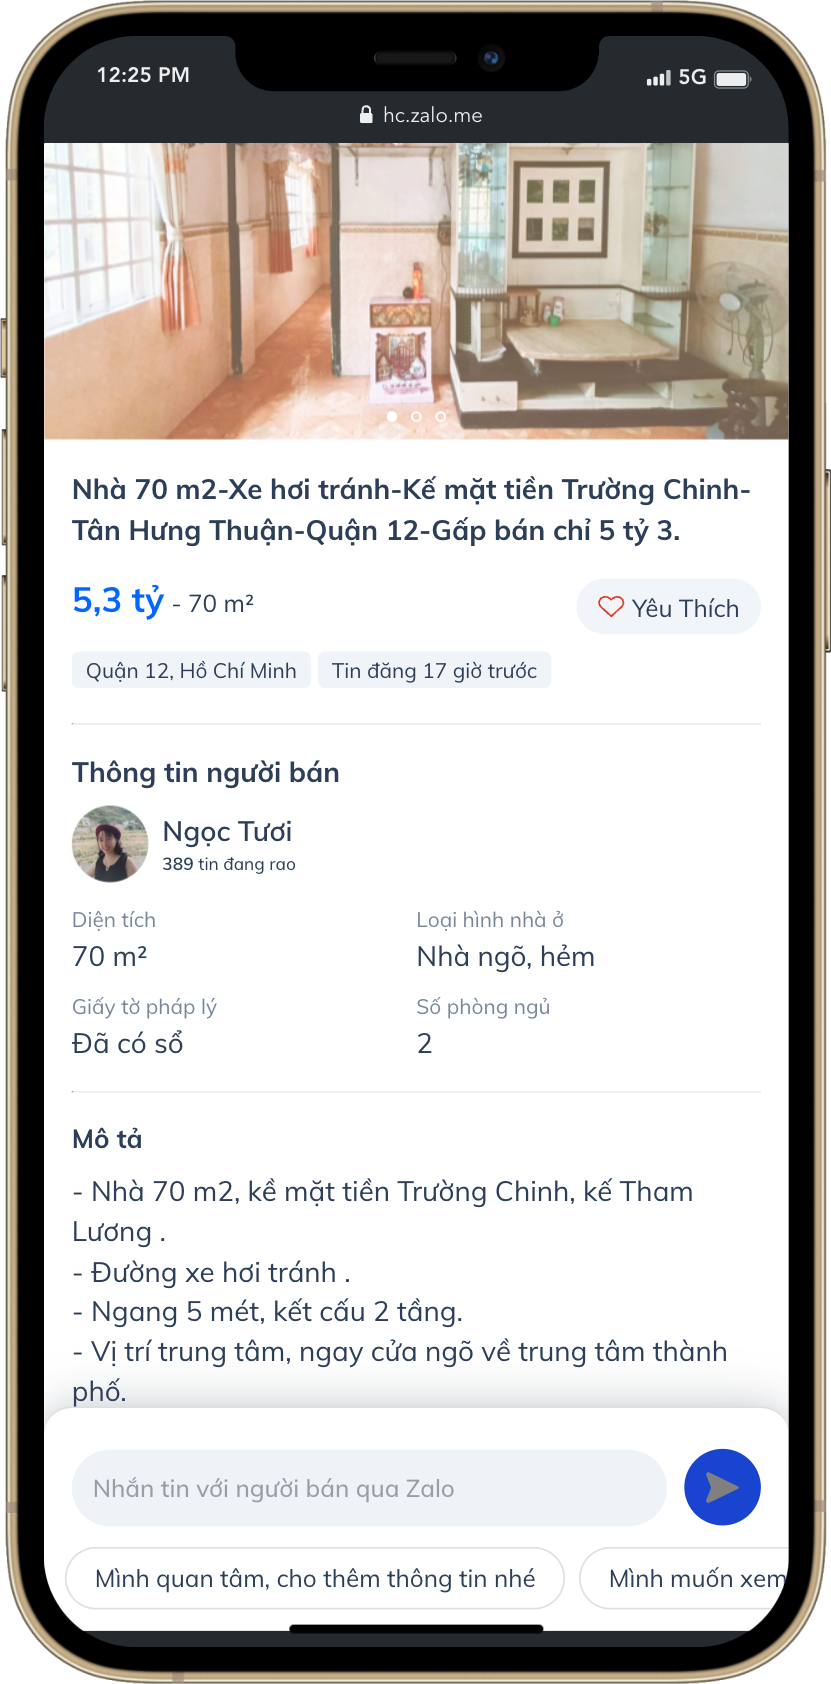 12:25 PM
5G
hc.zalo.me
Nhà 70 m2-Xe hơi tránh-Kế mặt tiền Trường Chinh-
Tân Hưng Thuận-Quận 12-Gấp bán chỉ 5 tỷ 3.
5,3 tỷ - 70 m²
Yêu Thích
Quận 12, Hồ Chí Minh
Tin đăng 17 giờ trước
Thông tin người bán
Ngọc Tươi
389 tin đang rao
Diện tích
Loại hình nhà ở
70 m²
Nhà ngõ, hẻm
Giấy tờ pháp lý
Số phòng ngủ
Đã có sổ
2
Mô tả
- Nhà 70 m2, kề mặt tiền Trường Chinh, kế Tham
Lương .
- Đường xe hơi tránh .
- Ngang 5 mét, kết cấu 2 tầng.
- Vị trí trung tâm, ngay cửa ngõ về trung tâm thành
phố.
Nhắn tin với người bán qua Zalo
Mình quan tâm, cho thêm thông tin nhé
Mình muốn xem